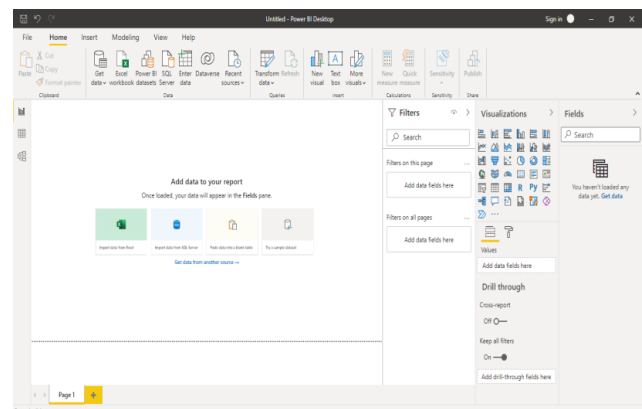 Untitled - Power BI Desktop
Sign in
File Home Insert Modeling View Help
Paste
Cut
Copy
Format painter
Get data
Excel workbook
Power BI datasets
SQL Server
Enter data
Dataverse
Recent sources
Transform data
Refresh
New visual
Text box
More visuals
New measure
Quick measure
Sensitivity
Publish
Clipboard
Data
Queries
Insert
Calculations
Sensitivity
Share
Add data to your report
Once loaded, your data will appear in the Fields pane.
Import data from Excel
Import data from SQL Server
Paste data into a blank table
Try a sample dataset
Get data from another source →
Filters
Search
Filters on this page ...
Add data fields here
Filters on all pages ...
Add data fields here
Visualizations
R Py
...
Values
Add data fields here
Drill through
Cross-report
Off
Keep all filters
On
Add drill-through fields here
Fields
Search
You haven't loaded any
data yet. Get data
Page 1
+